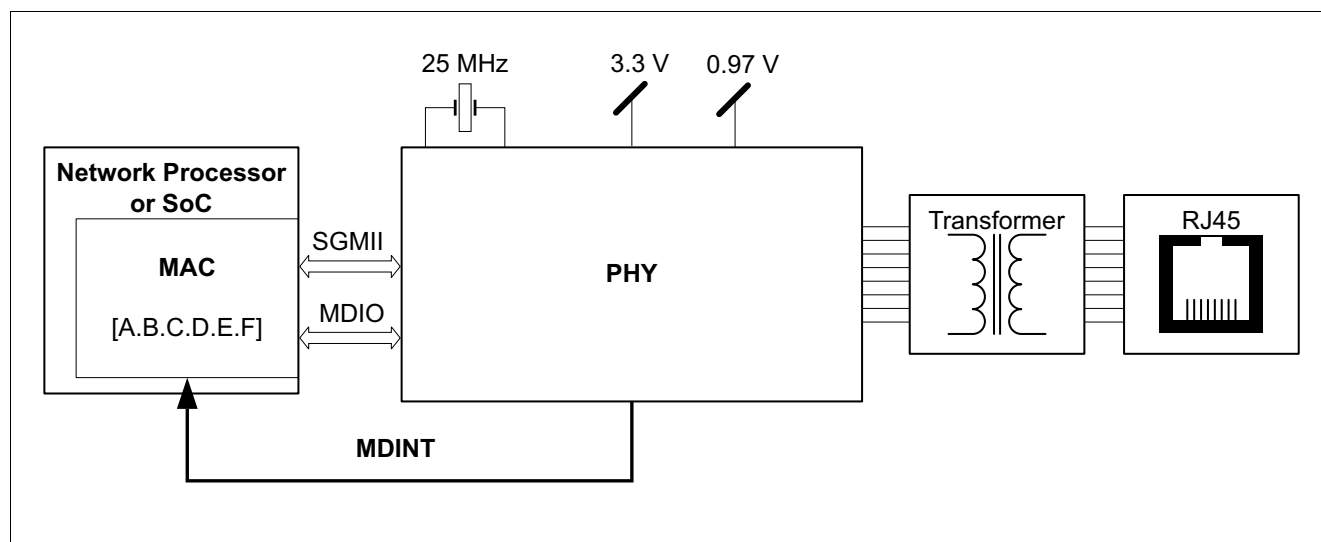 25 MHz
3.3 V
0.97 V
Network Processor
or SoC
MAC
[A.B.C.D.E.F]
SGMII
MDIO
PHY
Transformer
RJ45
MDINT